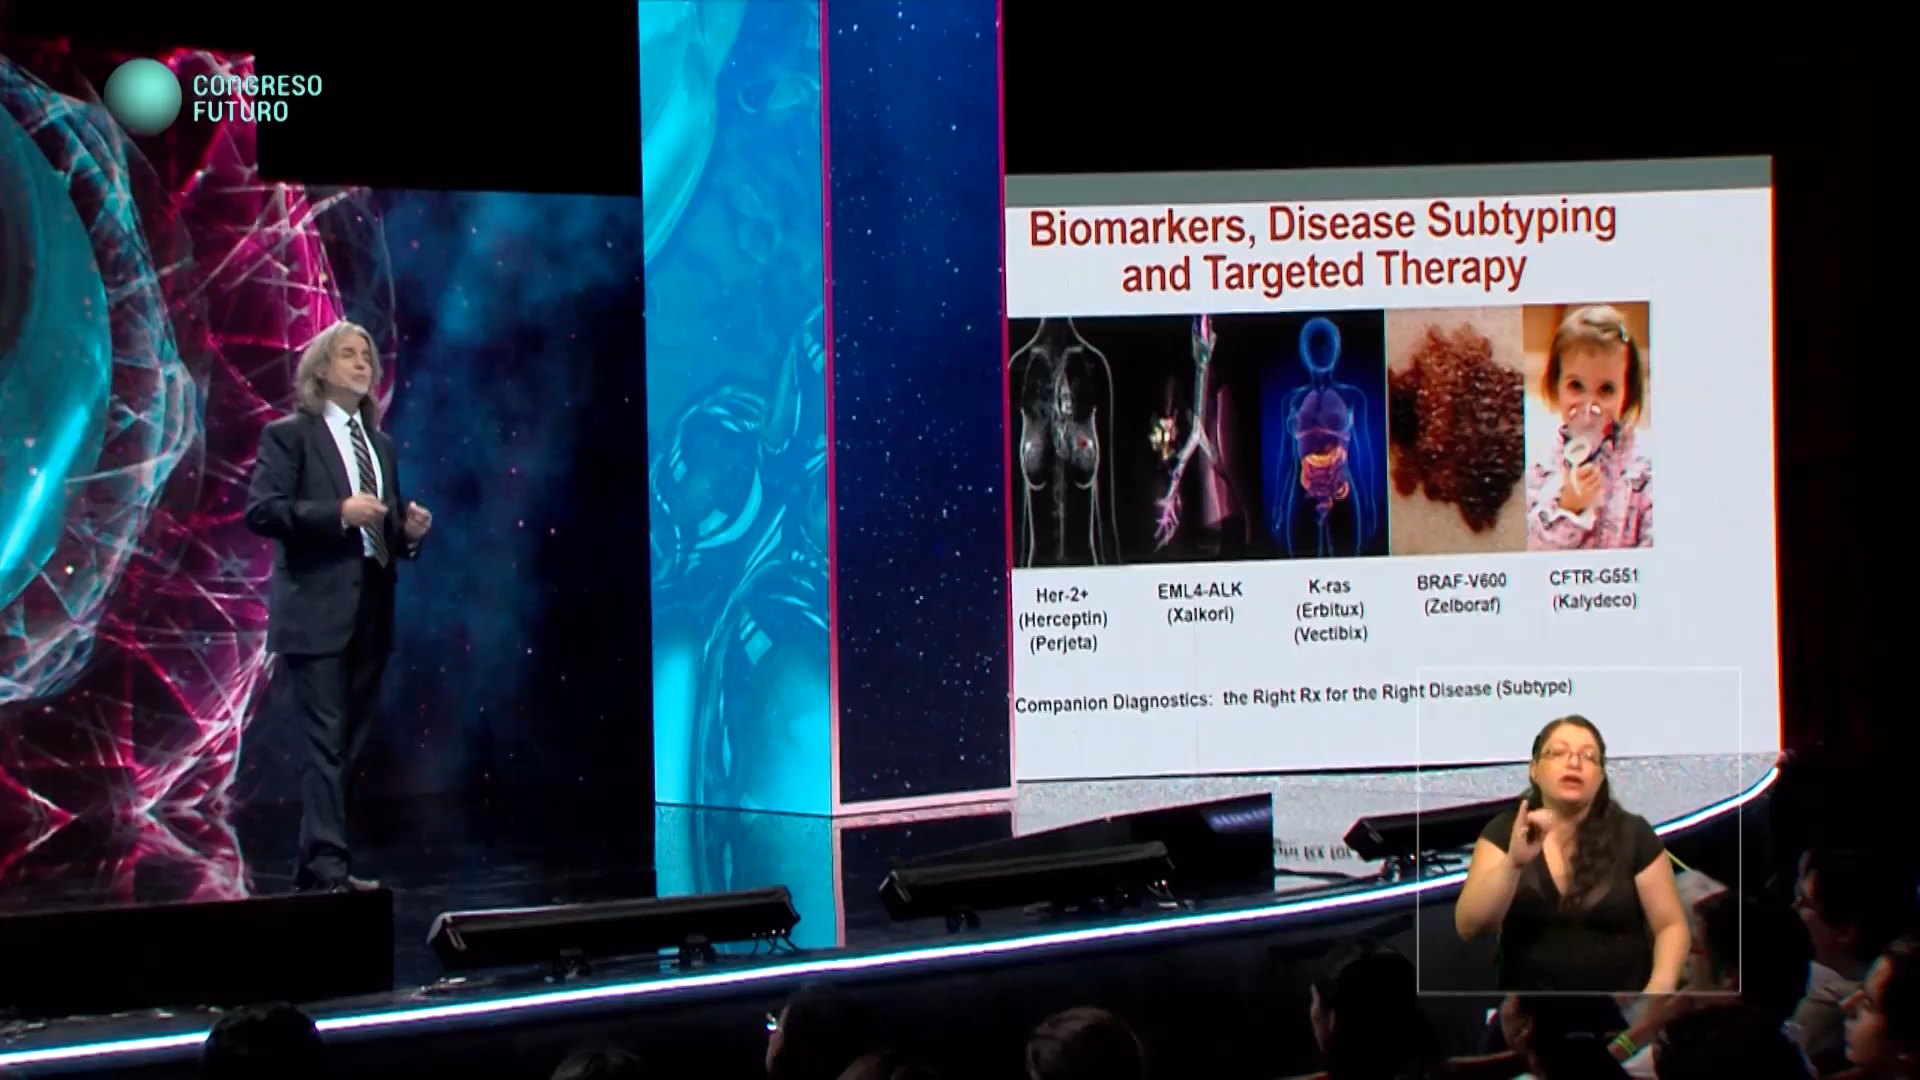 CONGRESO
FUTURO
Biomarkers, Disease Subtyping
and Targeted Therapy
Her-2+
(Herceptin)
(Perjeta)
EML4-ALK
(Xalkori)
K-ras
(Erbitux)
(Vectibix)
BRAF-V600
(Zelboraf)
CFTR-G551
(Kalydeco)
Companion Diagnostics: the Right Rx for the Right Disease (Subtype)